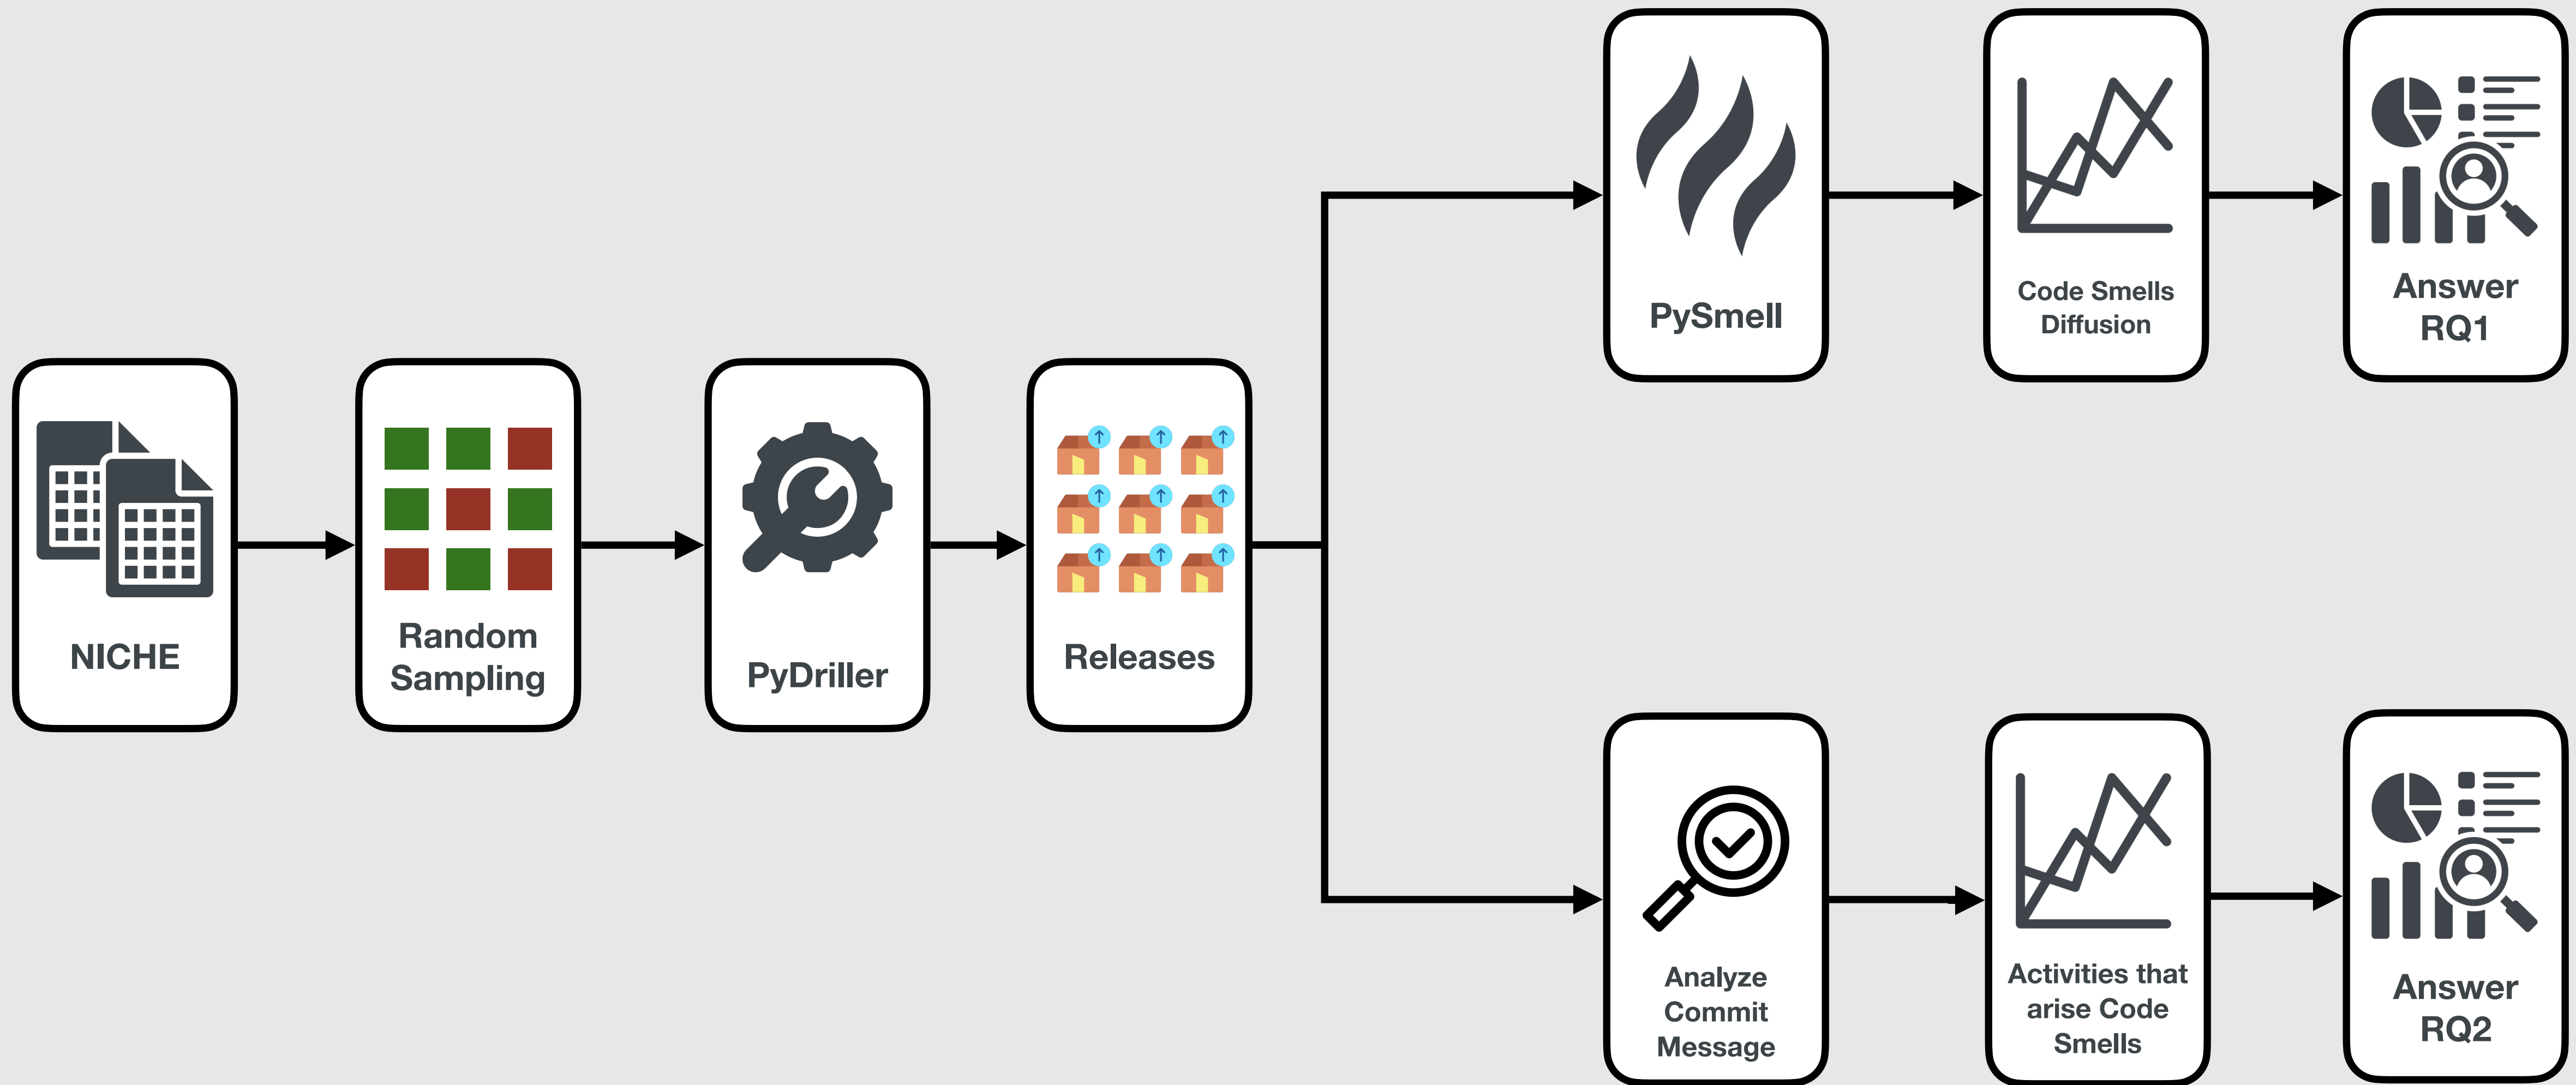 NICHE
Random
Sampling
PyDriller
Releases
PySmell
Code Smells
Diffusion
Answer
RQ1
Analyze
Commit
Message
Activities that
arise Code
Smells
Answer
RQ2